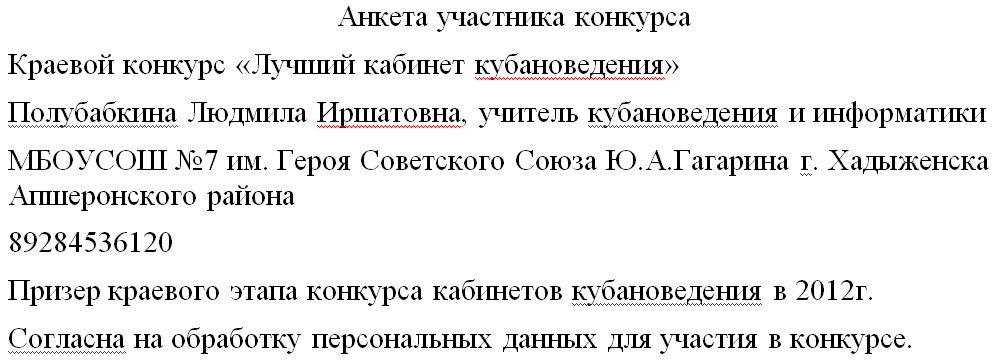 Анкета участника конкурса
Краевой конкурс «Лучший кабинет кубановедения»
Полубабкина Людмила Иршатовна, учитель кубановедения и информатики
МБОУСОШ №7 им. Героя Советского Союза Ю.А.Гагарина г. Хадыженска
Апшеронского района
89284536120
Призер краевого этапа конкурса кабинетов кубановедения в 2012г.
Согласна на обработку персональных данных для участия в конкурсе.